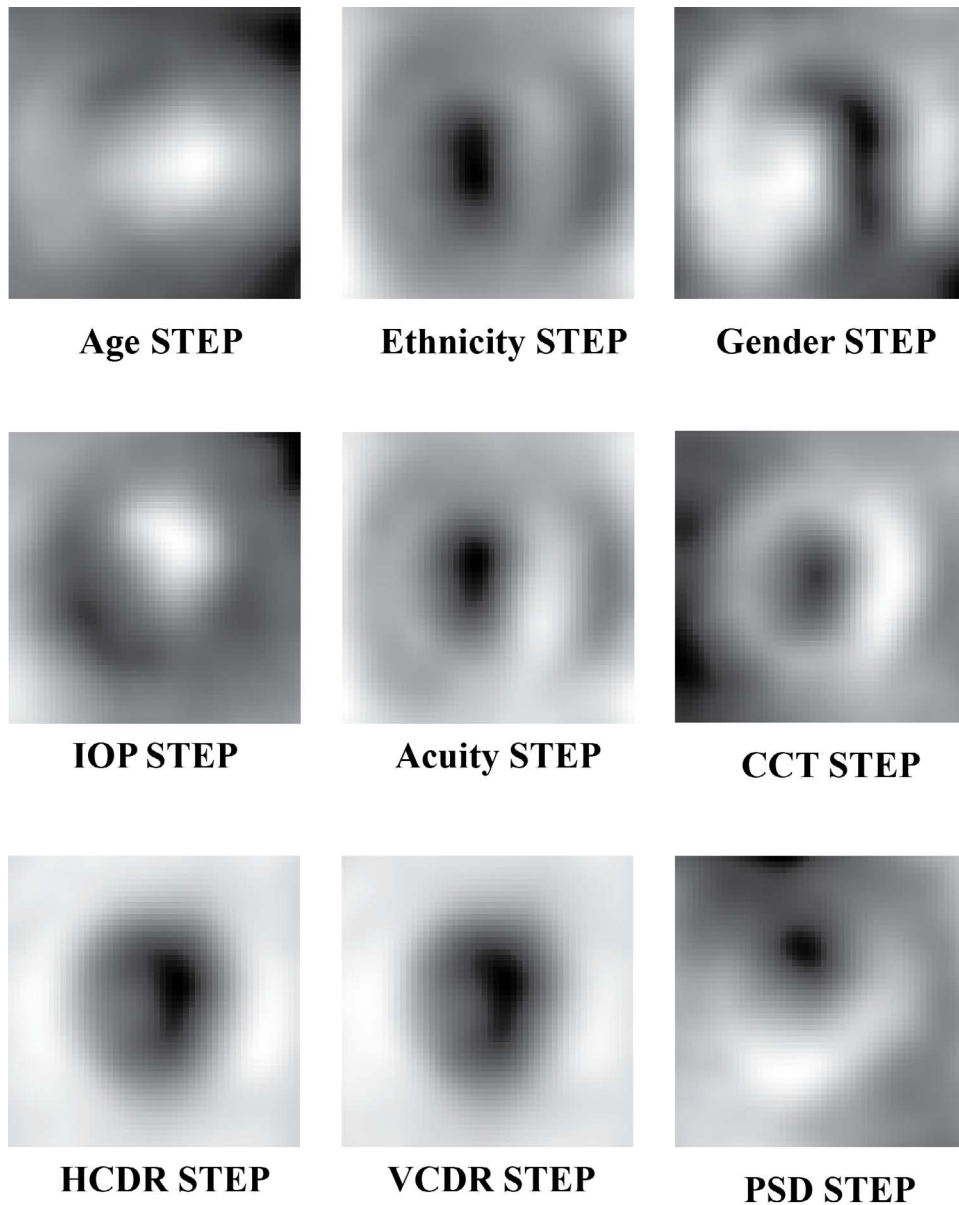 Age STEP
Ethnicity STEP
Gender STEP
IOP STEP
Acuity STEP
CCT STEP
HCDR STEP
VCDR STEP
PSD STEP